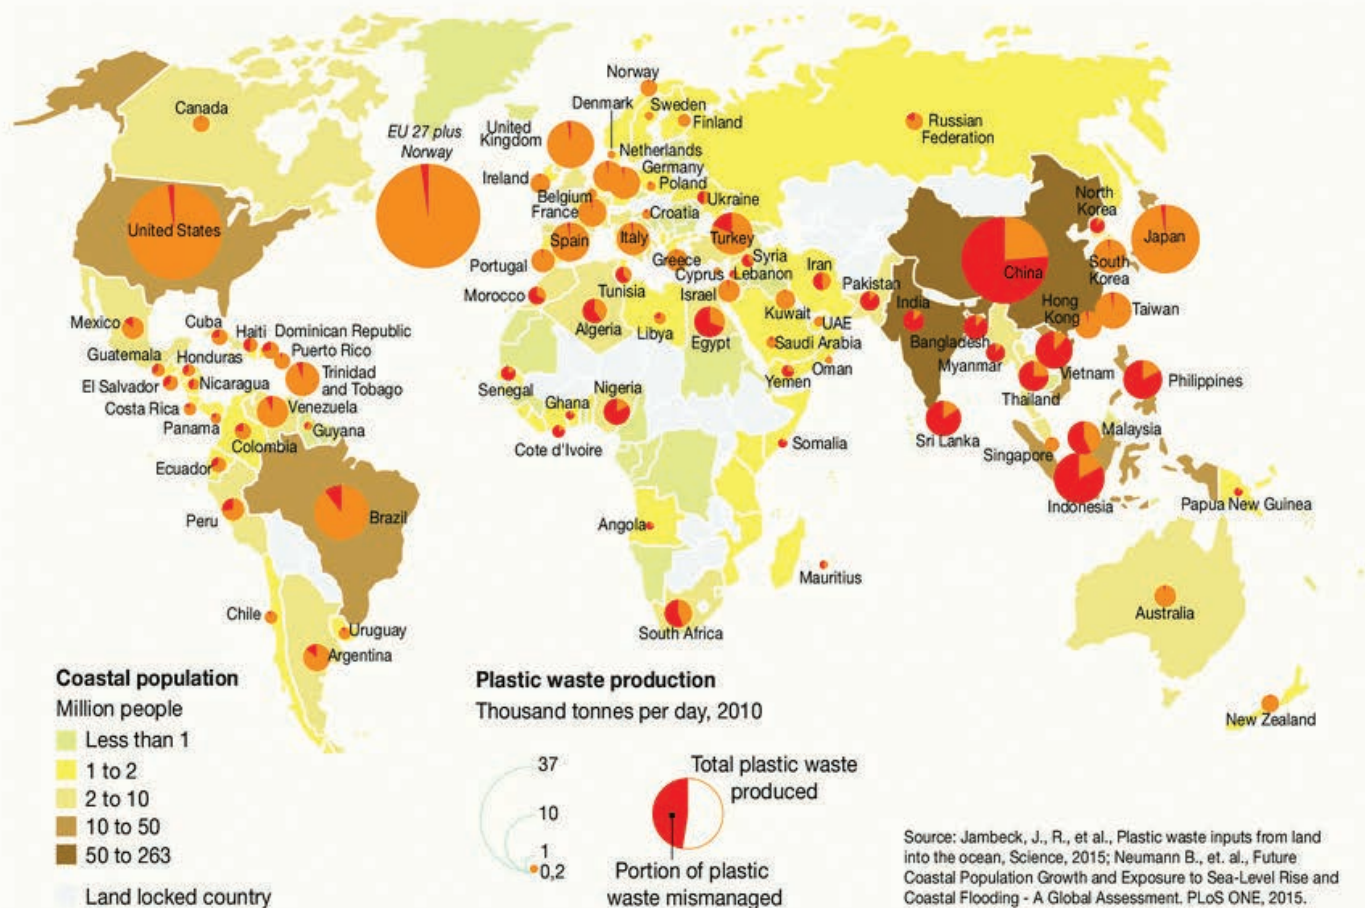 Norway
Canada
Denmark
Sweden
Finland
Russian
Federation
EU 27 plus
Norway
United
Kingdom
Netherlands
Germany
Ireland
Poland
Belgium
France
Ukraine
North
Korea
Croatia
United States
Spain
Italy
Turkey
Japan
Greece
Syria
Portugal
Cyprus
Lebanon
Iran
China
South
Korea
Morocco
Tunisia
Israel
Pakistan
India
Hong
Kong
Taiwan
Mexico
Cuba
Haiti
Dominican Republic
Algeria
Libya
Egypt
Kuwait
UAE
Saudi Arabia
Bangladesh
Guatemala
Honduras
Puerto Rico
Oman
Myanmar
Vietnam
El Salvador
Nicaragua
Trinidad
and Tobago
Senegal
Nigeria
Yemen
Thailand
Philippines
Costa Rica
Venezuela
Ghana
Panama
Guyana
Malaysia
Colombia
Cote d'Ivoire
Somalia
Sri Lanka
Singapore
Ecuador
Indonesia
Papua New Guinea
Peru
Brazil
Angola
Mauritius
Chile
Uruguay
South Africa
Australia
Argentina
New Zealand
Coastal population
Million people
Less than 1
1 to 2
2 to 10
10 to 50
50 to 263
Land locked country
Plastic waste production
Thousand tonnes per day, 2010
37
10
1
0,2
Total plastic waste
produced
Portion of plastic
waste mismanaged
Source: Jambeck, J., R., et al., Plastic waste inputs from land
into the ocean, Science, 2015; Neumann B., et. al., Future
Coastal Population Growth and Exposure to Sea-Level Rise and
Coastal Flooding - A Global Assessment. PLoS ONE, 2015.